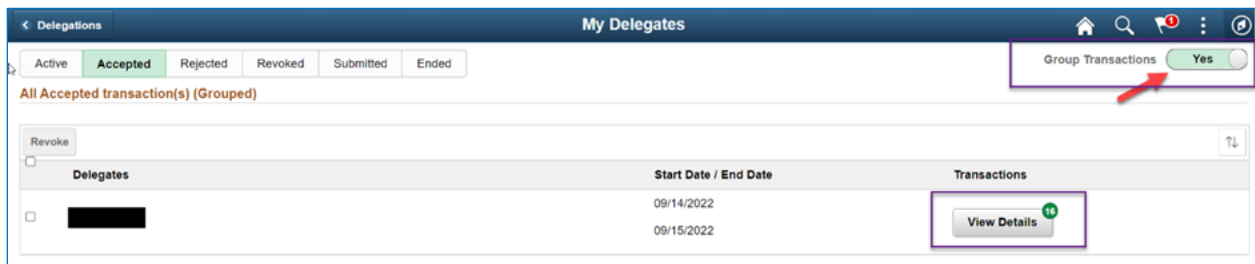 Delegations
My Delegates
1
Active Accepted Rejected Revoked Submitted Ended
Group Transactions Yes
All Accepted transaction(s) (Grouped)
Revoke
Delegates Start Date / End Date Transactions
09/14/2022
View Details 16
09/15/2022